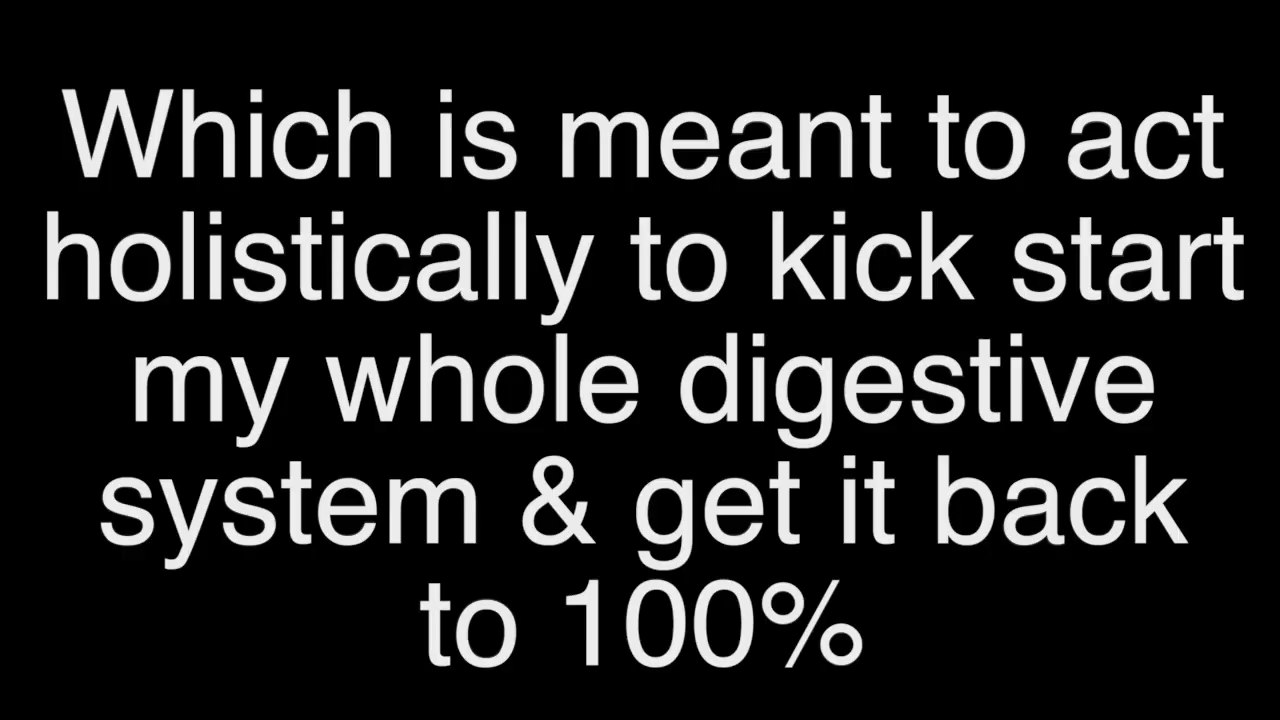 Which is meant to act
holistically to kick start
my whole digestive
system & get it back
to 100%